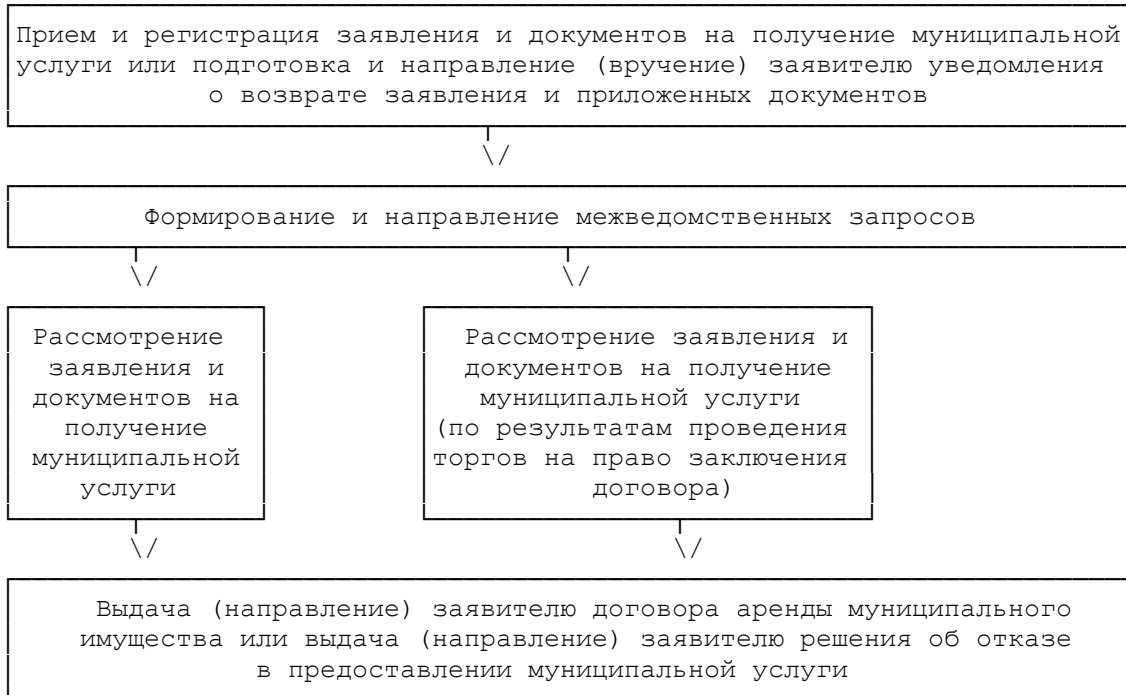 Прием и регистрация заявления и документов на получение муниципальной
услуги или подготовка и направление (вручение) заявителю уведомления
о возврате заявления и приложенных документов
\/
Формирование и направление межведомственных запросов
\/ \/
Рассмотрение
заявления и
документов на
получение
муниципальной
услуги
Рассмотрение заявления и
документов на получение
муниципальной услуги
(по результатам проведения
торгов на право заключения
договора)
\/ \/
Выдача (направление) заявителю договора аренды муниципального
имущества или выдача (направление) заявителю решения об отказе
в предоставлении муниципальной услуги